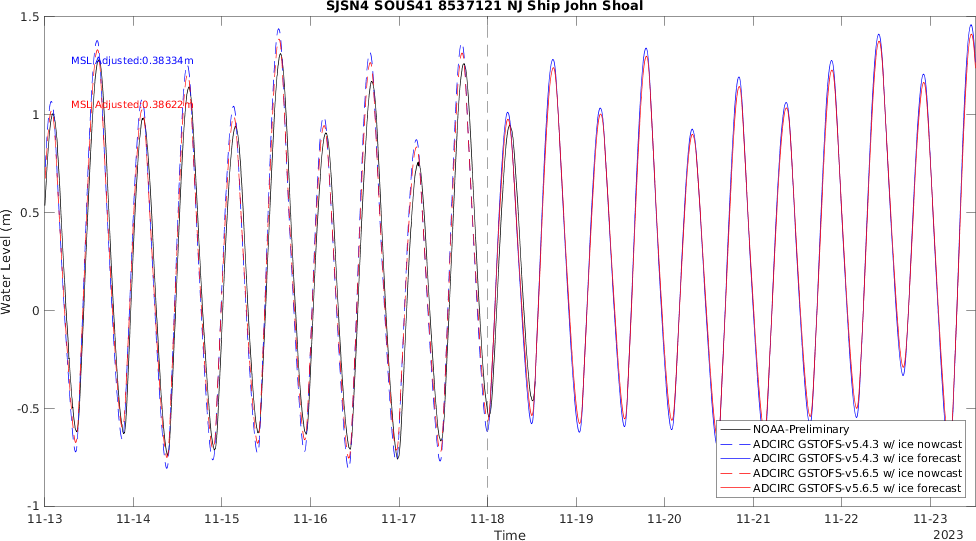 SJSN4 SOUS41 8537121 NJ Ship John Shoal
1.5
1
0.5
0
-0.5
-1
Water Level (m)
MSL Adjusted:0.38334m
MSL Adjusted:0.38622m
NOAA-Preliminary
ADCIRC GSTOFS-v5.4.3 w/ ice nowcast
ADCIRC GSTOFS-v5.4.3 w/ ice forecast
ADCIRC GSTOFS-v5.6.5 w/ ice nowcast
ADCIRC GSTOFS-v5.6.5 w/ ice forecast
11-13 11-14 11-15 11-16 11-17 11-18 11-19 11-20 11-21 11-22 11-23
Time
2023